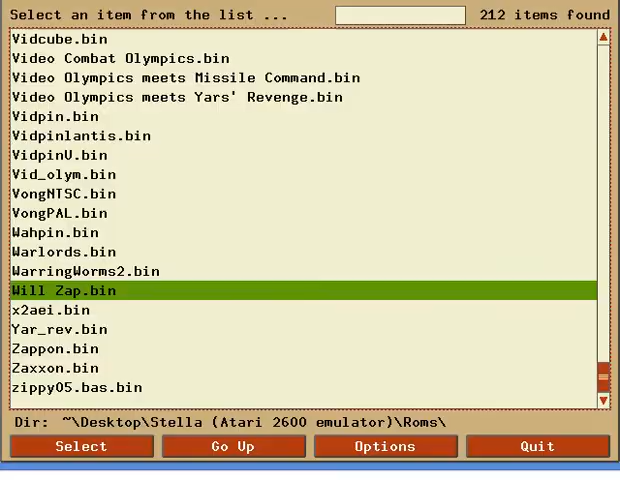 Select an item from the list ... 212 items found
Vidcube.bin
Video Combat Olympics.bin
Video Olympics meets Missile Command.bin
Video Olympics meets Yars' Revenge.bin
Vidpin.bin
Vidpinlantis.bin
VidpinV.bin
Vid_olym.bin
VongNTSC.bin
VongPAL.bin
Wahpin.bin
Warlords.bin
WarringWorms2.bin
Will Zap.bin
x2aei.bin
Yar_rev.bin
Zappon.bin
Zaxxon.bin
zippy05.bas.bin
Dir: ~\Desktop\Stella (Atari 2600 emulator)\Roms\
Select Go Up Options Quit